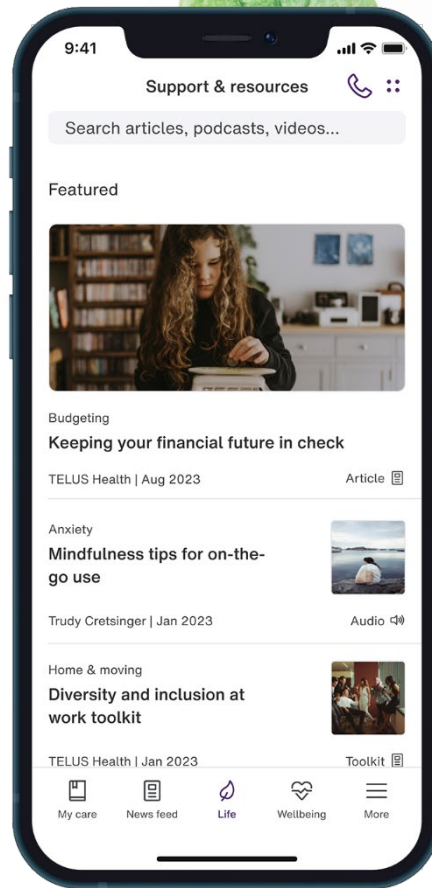 9:41
Support & resources
Search articles, podcasts, videos...
Featured
Budgeting
Keeping your financial future in check
TELUS Health | Aug 2023
Article
Anxiety
Mindfulness tips for on-the-
go use
Trudy Cretsinger | Jan 2023
Audio
Home & moving
Diversity and inclusion at
work toolkit
TELUS Health | Jan 2023
Toolkit
My care
News feed
Life
Wellbeing
More